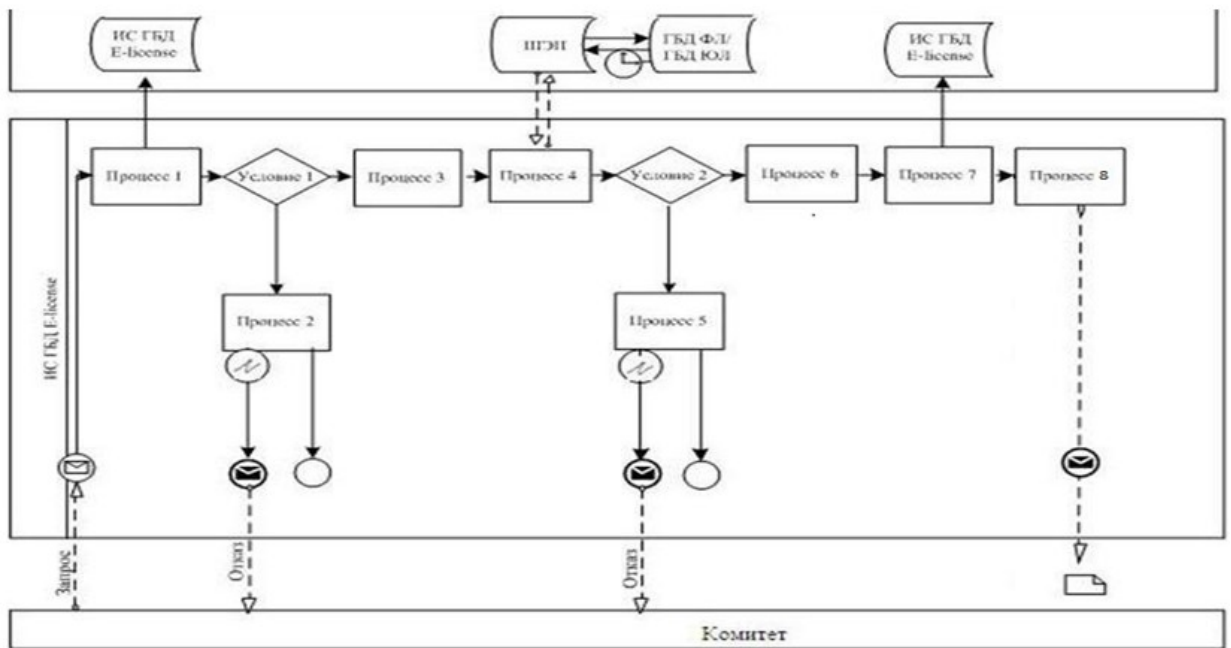 ИС ГБД
E-license
ШЭП
ГБД ФЛ/
ГБД ЮЛ
ИС ГБД
E-license
Процесс 1
Условие 1
Процесс 3
Процесс 4
Условие 2
Процесс 6
Процесс 7
Процесс 8
Процесс 2
Процесс 5
ИС ГБД E-license
Запрос
Отказ
Отказ
Комитет